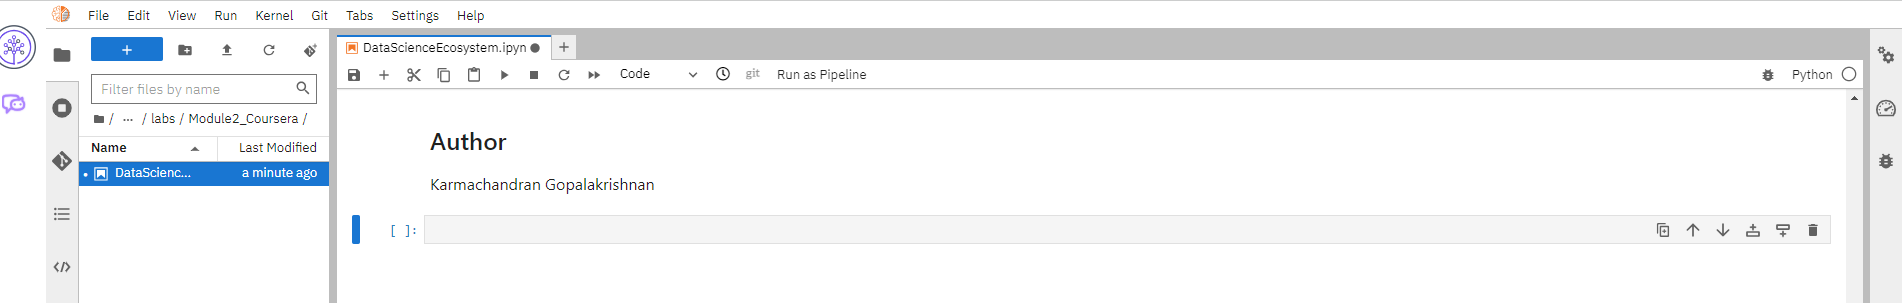 File Edit View Run Kernel Git Tabs Settings Help
+
Filter files by name
/ ... / labs / Module2_Coursera /
Name Last Modified
DataScienc... a minute ago
DataScienceEcosystem.ipyn
+
Code git Run as Pipeline Python
Author
Karmachandran Gopalakrishnan
[ ]: